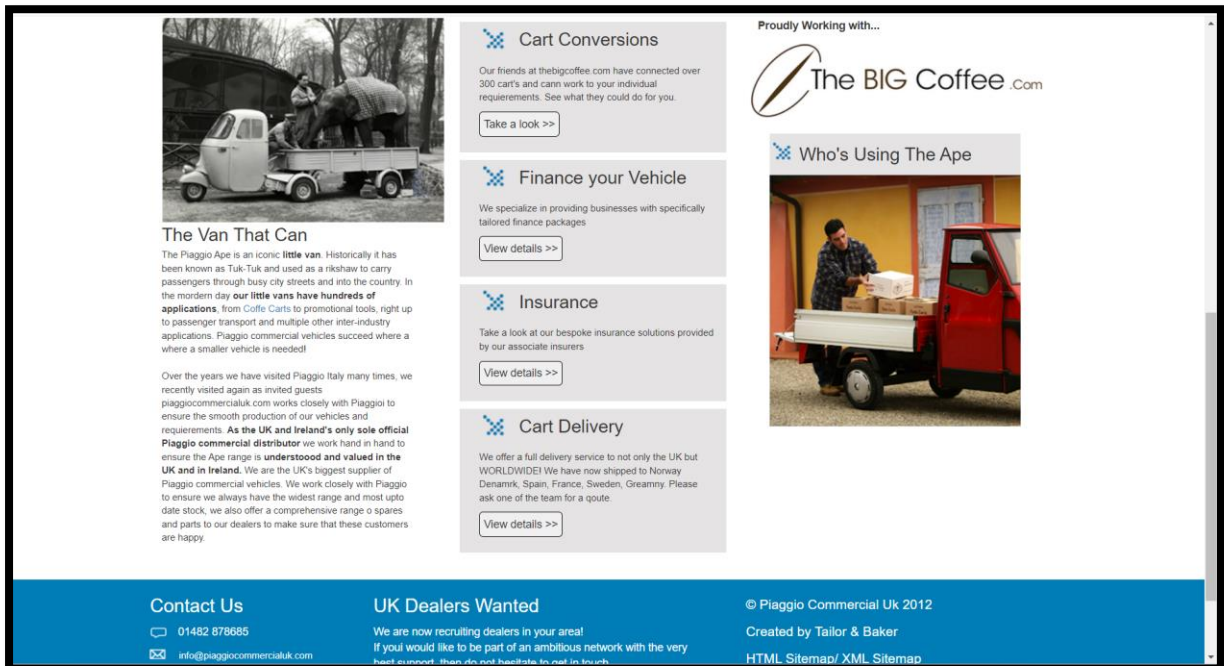 The Van That Can
The Piaggio Ape is an iconic little van. Historically it has
been known as Tuk-Tuk and used as a rikshaw to carry
passengers through busy city streets and into the country. In
the mordern day our little vans have hundreds of
applications, from Coffe Carts to promotional tools, right up
to passenger transport and multiple other inter-industry
applications. Piaggio commercial vehicles succeed where a
where a smaller vehicle is needed!
Over the years we have visited Piaggio Italy many times, we
recently visited again as invited guests
piaggiocommercialuk.com works closely with Piaggioi to
ensure the smooth production of our vehicles and
requierements. As the UK and Ireland's only sole official
Piaggio commercial distributor we work hand in hand to
ensure the Ape range is understoood and valued in the
UK and in Ireland. We are the UK's biggest supplier of
Piaggio commercial vehicles. We work closely with Piaggio
to ensure we always have the widest range and most upto
date stock, we also offer a comprehensive range o spares
and parts to our dealers to make sure that these customers
are happy.
Cart Conversions
Our friends at thebigcoffee.com have connected over
300 cart's and cann work to your individual
requierements. See what they could do for you.
Take a look >>
Finance your Vehicle
We specialize in providing businesses with specifically
tailored finance packages
View details >>
Insurance
Take a look at our bespoke insurance solutions provided
by our associate insurers
View details >>
Cart Delivery
We offer a full delivery service to not only the UK but
WORLDWIDE! We have now shipped to Norway
Denamrk, Spain, France, Sweden, Greamny. Please
ask one of the team for a qoute.
View details >>
Proudly Working with...
The BIG Coffee .Com
Who's Using The Ape
Contact Us
01482 878685
info@piaggiocommercialuk.com
UK Dealers Wanted
We are now recruiting dealers in your area!
If youi would like to be part of an ambitious network with the very
best support, then do not hesitate to get in touch
© Piaggio Commercial Uk 2012
Created by Tailor & Baker
HTML Sitemap/ XML Sitemap